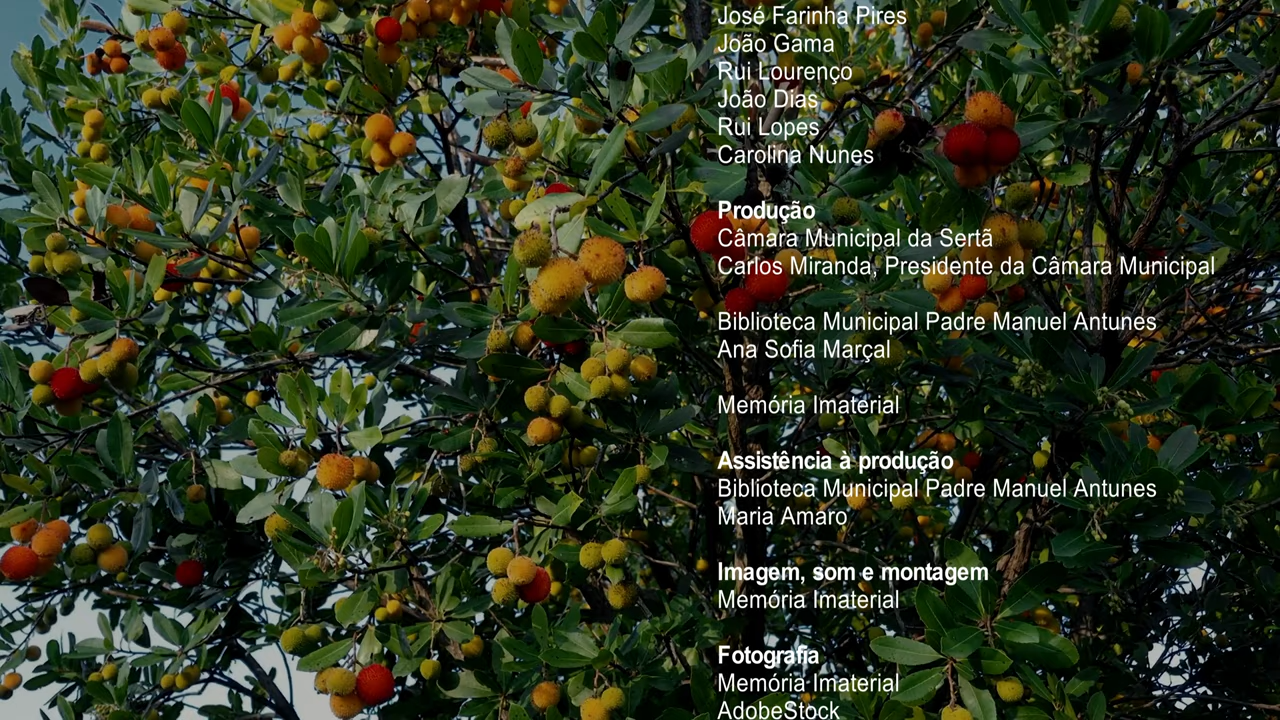 José Farinha Pires
João Gama
Rui Lourenço
João Dias
Rui Lopes
Carolina Nunes
Produção
Câmara Municipal da Sertã
Carlos Miranda, Presidente da Câmara Municipal
Biblioteca Municipal Padre Manuel Antunes
Ana Sofia Marçal
Memória Imaterial
Assistência à produção
Biblioteca Municipal Padre Manuel Antunes
Maria Amaro
Imagem, som e montagem
Memória Imaterial
Fotografia
Memória Imaterial
AdobeStock